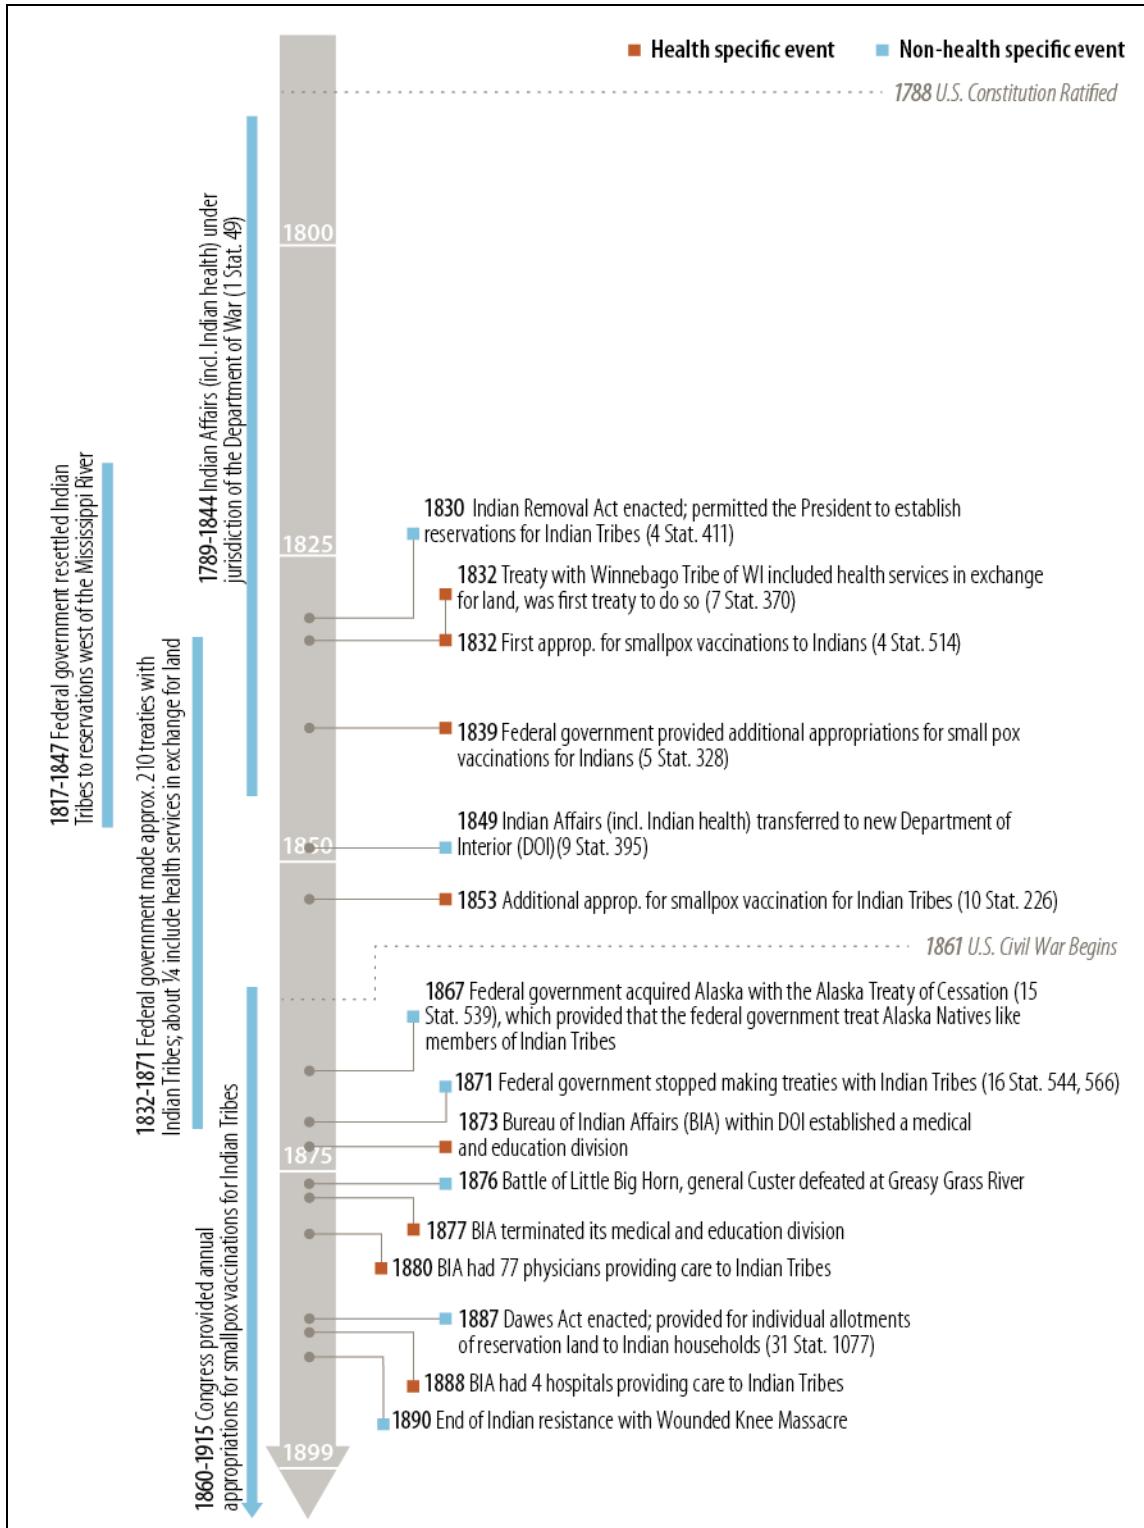 Health specific event
Non-health specific event
1788 U.S. Constitution Ratified
1789-1844 Indian Affairs (incl. Indian health) under
jurisdiction of the Department of War (1 Stat. 49)
1817-1847 Federal government resettled Indian
Tribes to reservations west of the Mississippi River
1832-1871 Federal government made approx. 210 treaties with
Indian Tribes; about ¼ include health services in exchange for land
1860-1915 Congress provided annual
appropriations for smallpox vaccinations for Indian Tribes
1800
1825
1830 Indian Removal Act enacted; permitted the President to establish
reservations for Indian Tribes (4 Stat. 411)
1832 Treaty with Winnebago Tribe of WI included health services in exchange
for land, was first treaty to do so (7 Stat. 370)
1832 First approp. for smallpox vaccinations to Indians (4 Stat. 514)
1839 Federal government provided additional appropriations for small pox
vaccinations for Indians (5 Stat. 328)
1849 Indian Affairs (incl. Indian health) transferred to new Department of
Interior (DOI)(9 Stat. 395)
1850
1853 Additional approp. for smallpox vaccination for Indian Tribes (10 Stat. 226)
1861 U.S. Civil War Begins
1867 Federal government acquired Alaska with the Alaska Treaty of Cessation (15
Stat. 539), which provided that the federal government treat Alaska Natives like
members of Indian Tribes
1871 Federal government stopped making treaties with Indian Tribes (16 Stat. 544, 566)
1873 Bureau of Indian Affairs (BIA) within DOI established a medical
and education division
1875
1876 Battle of Little Big Horn, general Custer defeated at Greasy Grass River
1877 BIA terminated its medical and education division
1880 BIA had 77 physicians providing care to Indian Tribes
1887 Dawes Act enacted; provided for individual allotments
of reservation land to Indian households (31 Stat. 1077)
1888 BIA had 4 hospitals providing care to Indian Tribes
1890 End of Indian resistance with Wounded Knee Massacre
1899